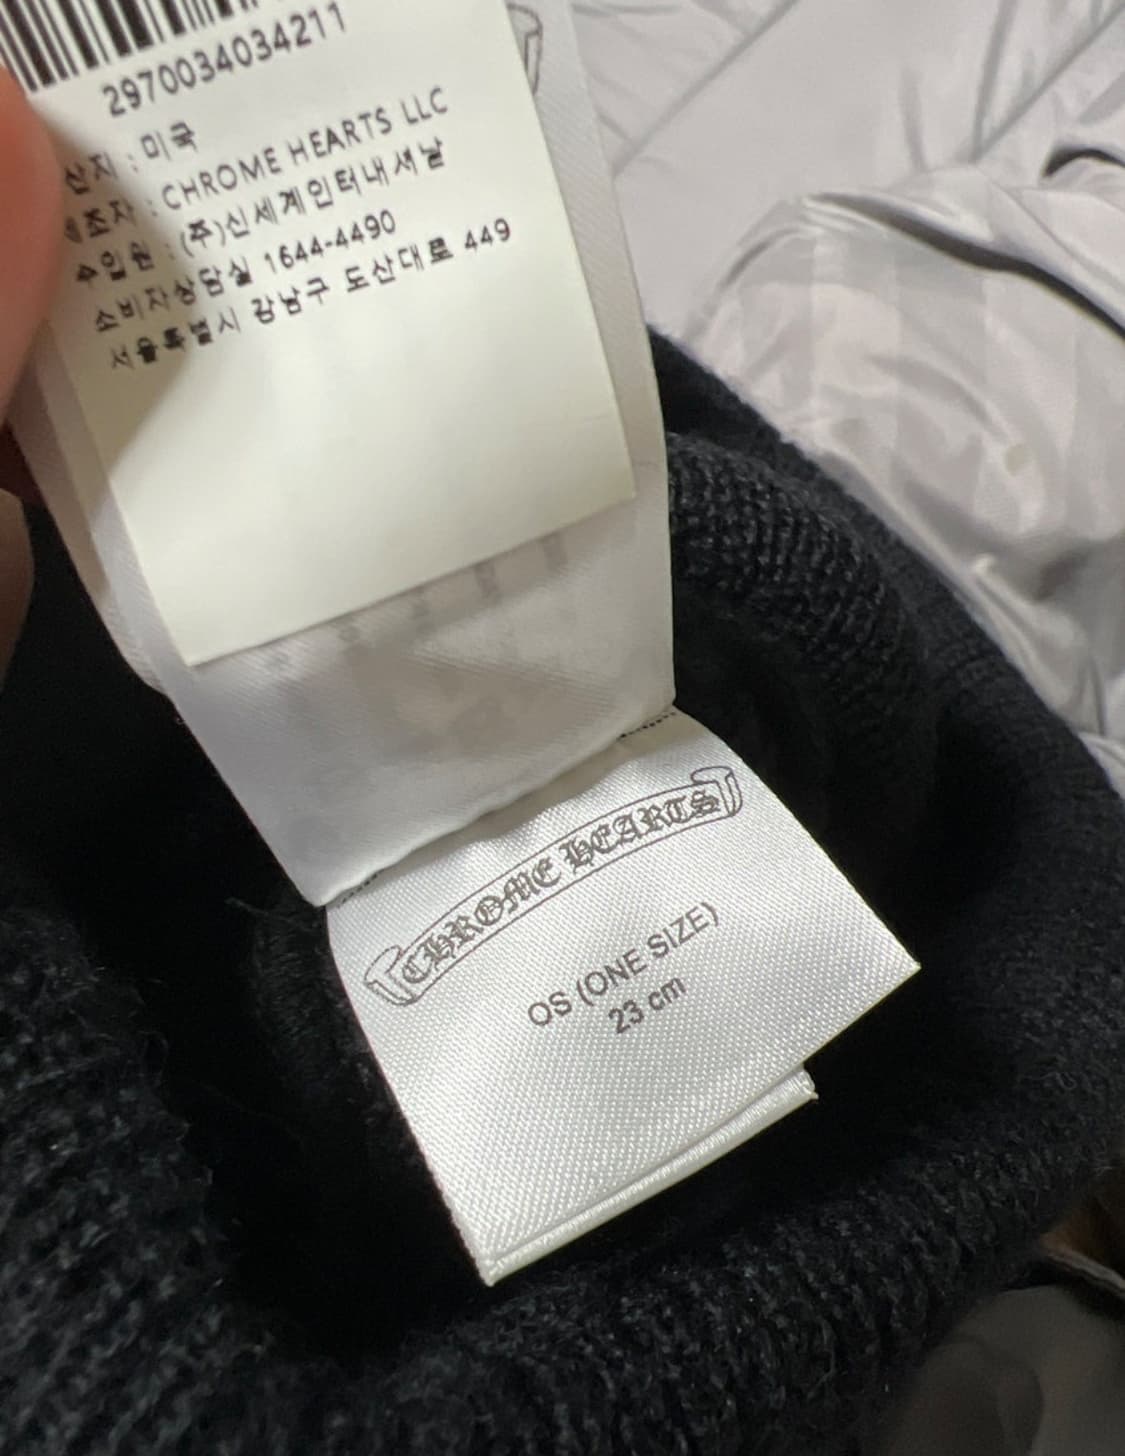 2970034034211
산지 : 미국
제조자 : CHROME HEARTS LLC
수입원 : (주)신세계인터내셔날
소비자상담실 1644-4490
서울특별시 강남구 도산대로 449
CHROME HEARTS
OS (ONE SIZE)
23 cm